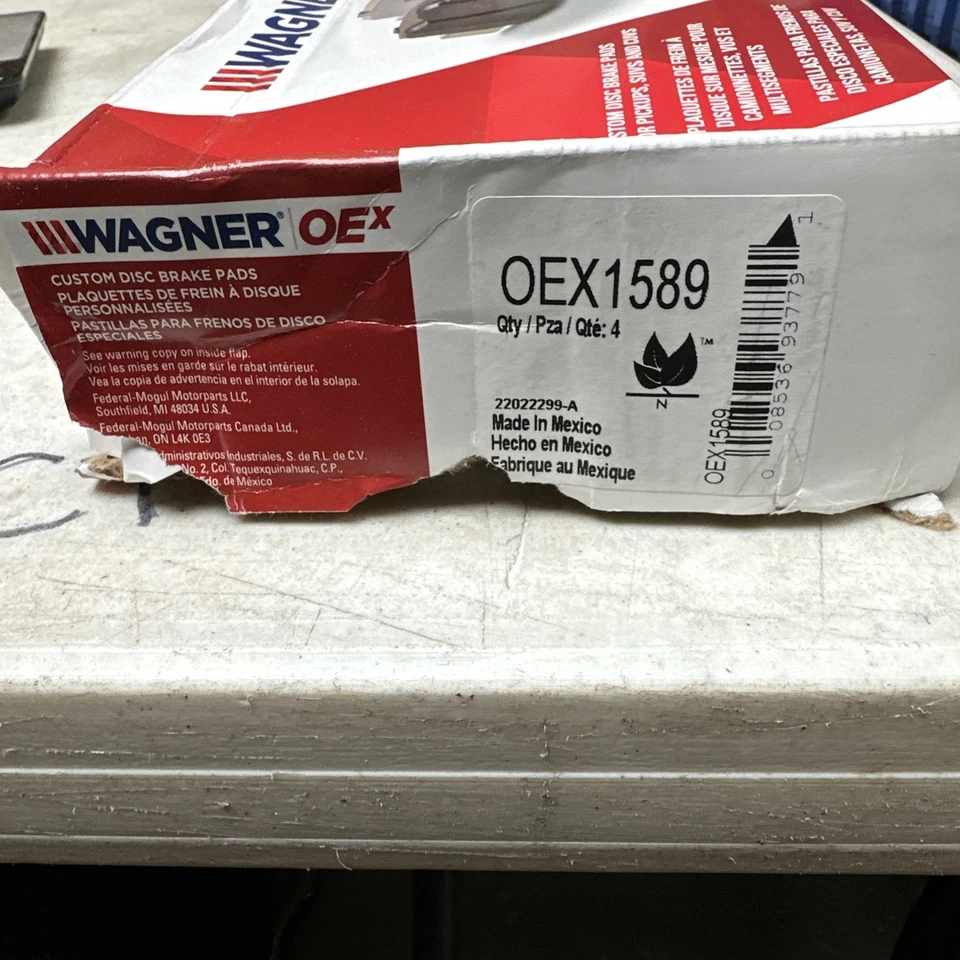 WAGNE
STOM DISC BRAKE PADS
OR PICKUPS, SUVS AND CUVS
PLAQUETTES DE FREIN À
DISQUE SUR MESURE POUR
CAMIONNETTES, VUS ET
MULTISEGMENTS
PASTILLAS PARA FRENOS DE
DISCO ESPECIALES PARA
CAMIONETAS, SUV Y CUV
WAGNER® OEX
CUSTOM DISC BRAKE PADS
PLAQUETTES DE FREIN À DISQUE
PERSONNALISÉES
PASTILLAS PARA FRENOS DE DISCO
ESPECIALES
See warning copy on inside flap.
Voir les mises en garde sur le rabat intérieur.
Vea la copia de advertencia en el interior de la solapa.
Federal-Mogul Motorparts LLC,
Southfield, MI 48034 U.S.A.
Federal-Mogul Motorparts Canada Ltd.,
an, ON L4K 0E3
dministrativos Industriales, S. de R.L. de C.V.
No. 2, Col. Tequexquinahuac, C.P.,
Edo. de México
OEX1589
Qty / Pza / Qté: 4
TM
N
22022299-A
Made In Mexico
Hecho en Mexico
Fabrique au Mexique
OEX1589
0 08536 93779 1